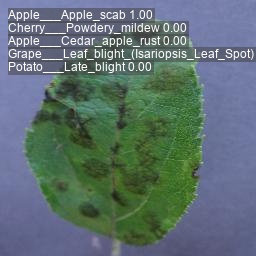 Apple___Apple_scab 1.00
Cherry___Powdery_mildew 0.00
Apple___Cedar_apple_rust 0.00
Grape___Leaf_blight_(Isariopsis_Leaf_Spot)
Potato___Late_blight 0.00